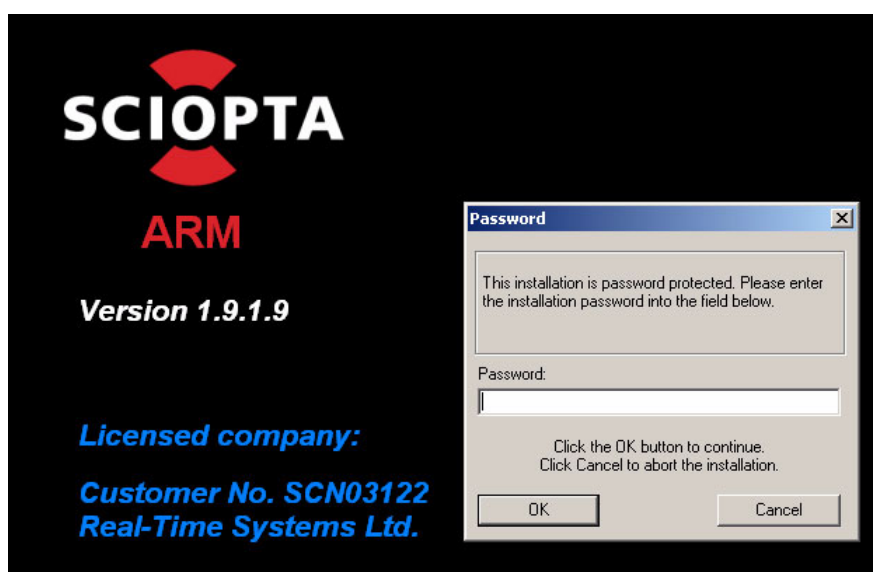 SCIOPTA
ARM
Version 1.9.1.9
Licensed company:
Customer No. SCN03122
Real-Time Systems Ltd.
Password
This installation is password protected. Please enter
the installation password into the field below.
Password:
Click the OK button to continue.
Click Cancel to abort the installation.
OK
Cancel